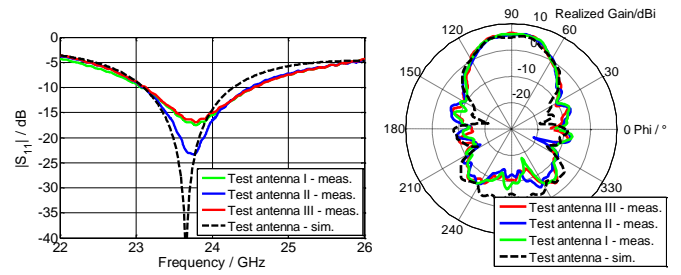 0
-5
-10
-15
-20
-25
-30
-35
-40
|S11| / dB
22
23
24
25
26
Frequency / GHz
Test antenna I - meas.
Test antenna II - meas.
Test antenna III - meas.
Test antenna - sim.
90
10
Realized Gain/dBi
120
60
0
150
-10
30
-20
180
0 Phi / °
210
330
240
Test antenna III - meas.
Test antenna II - meas.
Test antenna I - meas.
Test antenna - sim.